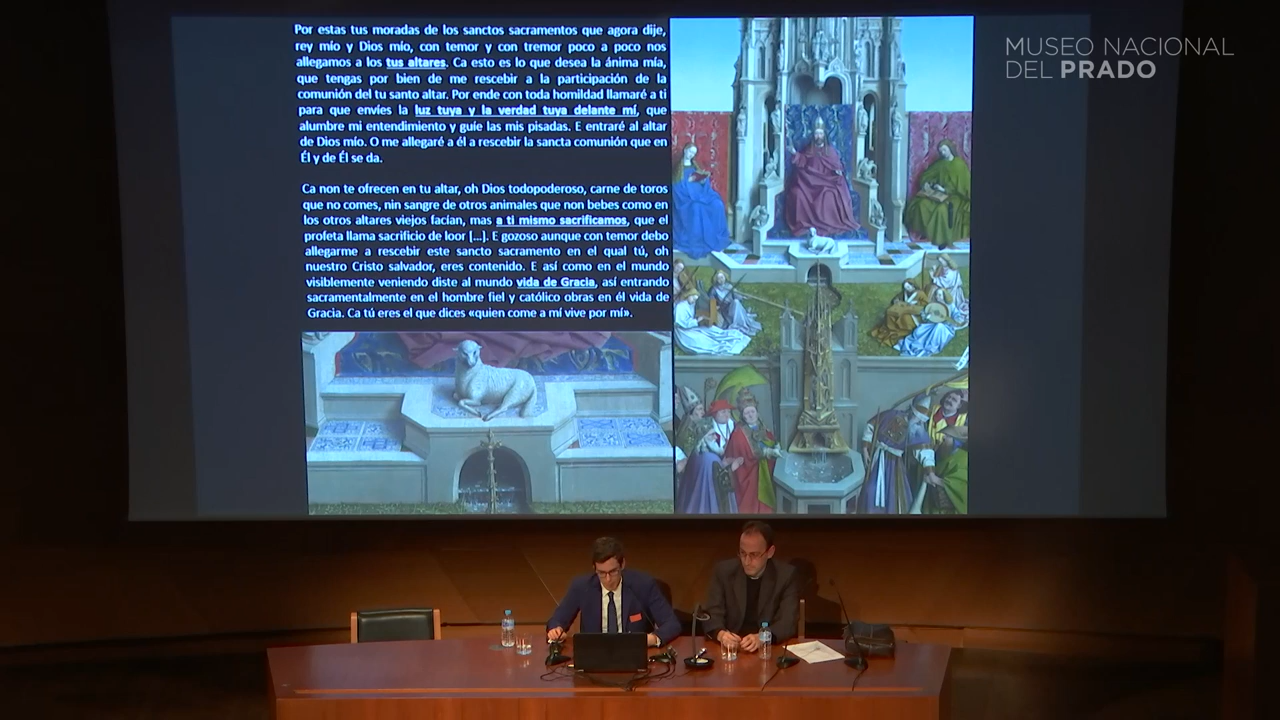 Por estas tus moradas de los sanctos sacramentos que agora dije,
rey mío y Dios mío, con temor y con tremor poco a poco nos
allegamos a los tus altares. Ca esto es lo que desea la ánima mía,
que tengas por bien de me rescebir a la participación de la
comunión del tu santo altar. Por ende con toda homildad llamaré a ti
para que envíes la luz tuya y la verdad tuya delante mí, que
alumbre mi entendimiento y guíe las mis pisadas. E entraré al altar
de Dios mío. O me allegaré a él a rescebir la sancta comunión que en
Él y de Él se da.
Ca non te ofrecen en tu altar, oh Dios todopoderoso, carne de toros
que no comes, nin sangre de otros animales que non bebes como en
los otros altares viejos facían, mas a ti mismo sacrificamos, que el
profeta llama sacrificio de loor [...]. E gozoso aunque con temor debo
allegarme a rescebir este sancto sacramento en el qual tú, oh
nuestro Cristo salvador, eres contenido. E así como en el mundo
visiblemente veniendo diste al mundo vida de Gracia, así entrando
sacramentalmente en el hombre fiel y católico obras en él vida de
Gracia. Ca tú eres el que dices «quien come a mí vive por mí».
MUSEO NACIONAL
DEL PRADO